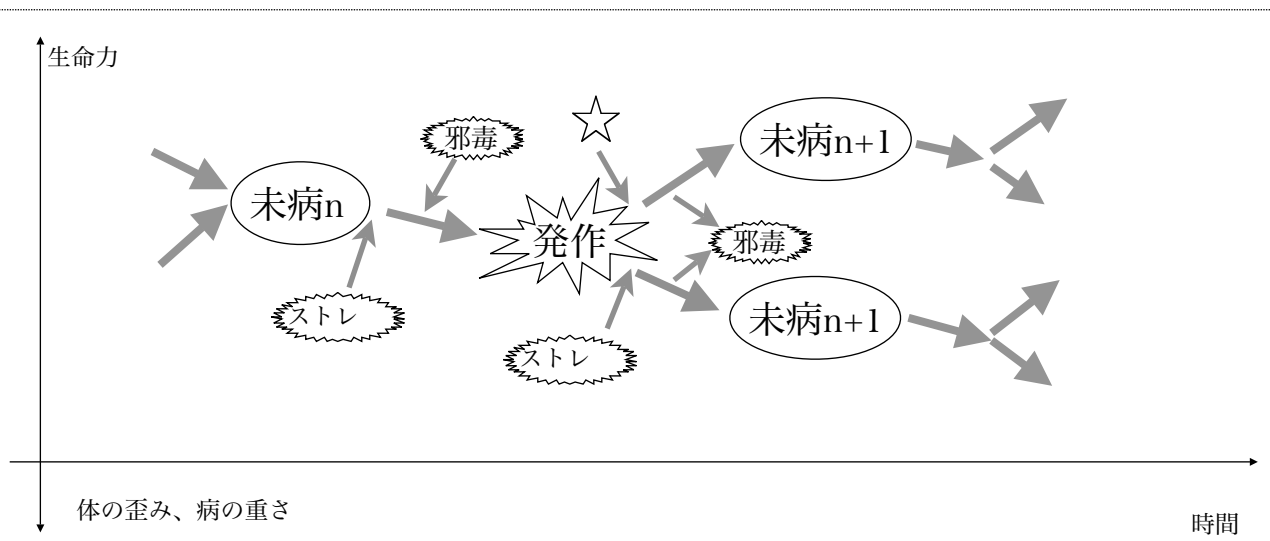 生命力
邪毒
未病n+1
未病n
発作
邪毒
ストレ
未病n+1
ストレ
体の歪み、病の重さ
時間